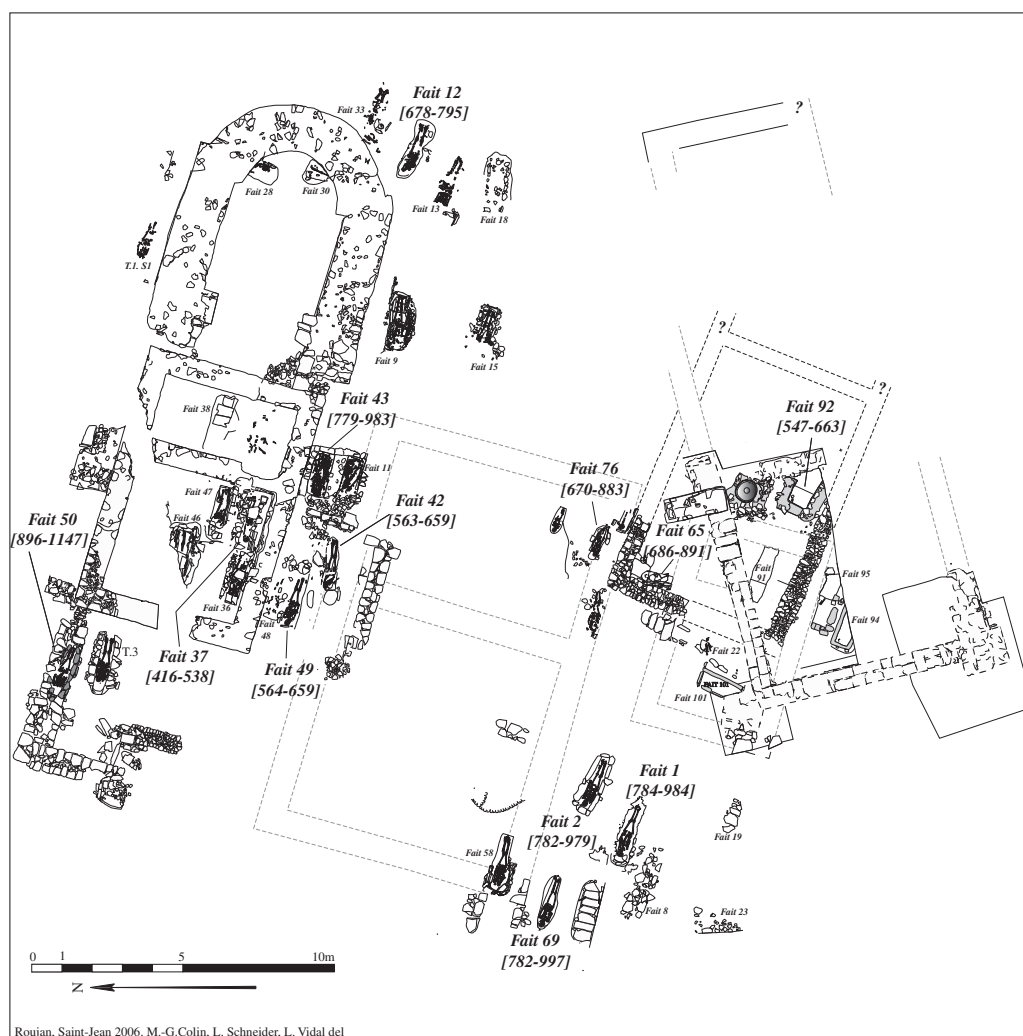 ?
Fait 33
Fait 12
[678-795]
Fait 28
Fait 30
Fait 13
Fait 18
T.1. S1
Fait 9
Fait 15
?
?
Fait 38
Fait 43
[779-983]
Fait 11
Fait 92
[547-663]
Fait 76
[670-883]
Fait 47
Fait 46
Fait 42
[563-659]
Fait 65
[686-891]
Fait 50
[896-1147]
Fait
91
Fait 95
Fait 94
Fait 36
Fait
48
Fait 22
T.3
Fait 37
[416-538]
Fait 49
[564-659]
FAIT 101
Fait 101
Fait 1
[784-984]
Fait 2
[782-979]
Fait 19
Fait 58
Fait 8
Fait 23
Fait 69
[782-997]
0 1 5 10m
N
Roujan, Saint-Jean 2006. M.-G.Colin, L. Schneider, L. Vidal del